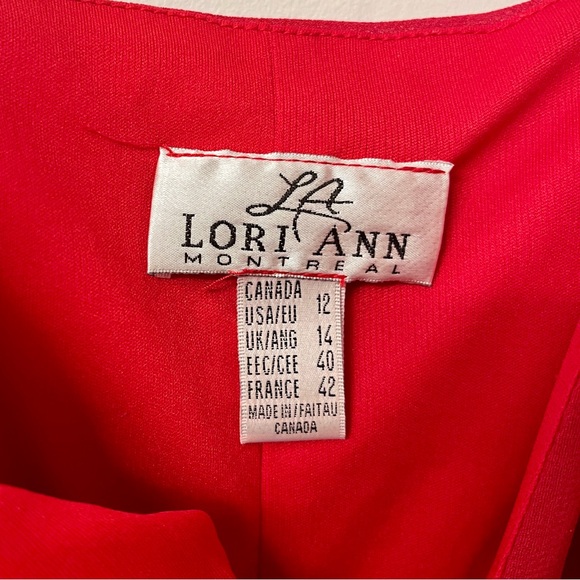 LA
LORI ANN
MONTREAL
CANADA
USA/EU 12
UK/ANG 14
EEC/CEE 40
FRANCE 42
MADE IN/FAIT AU
CANADA